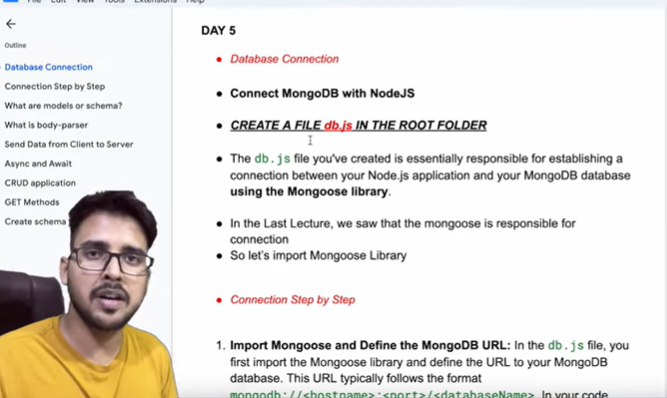 File Edit View Tools Extensions Help
Outline
Database Connection
Connection Step by Step
What are models or schema?
What is body-parser
Send Data from Client to Server
Async and Await
CRUD application
GET Methods
Create schema
DAY 5
Database Connection
Connect MongoDB with NodeJS
CREATE A FILE db.js IN THE ROOT FOLDER
The db.js file you've created is essentially responsible for establishing a
connection between your Node.js application and your MongoDB database
using the Mongoose library.
In the Last Lecture, we saw that the mongoose is responsible for
connection
So let's import Mongoose Library
Connection Step by Step
1. Import Mongoose and Define the MongoDB URL: In the db.js file, you
first import the Mongoose library and define the URL to your MongoDB
database. This URL typically follows the format
mongodb://<hostname>:<port>/<databaseName>. In your code